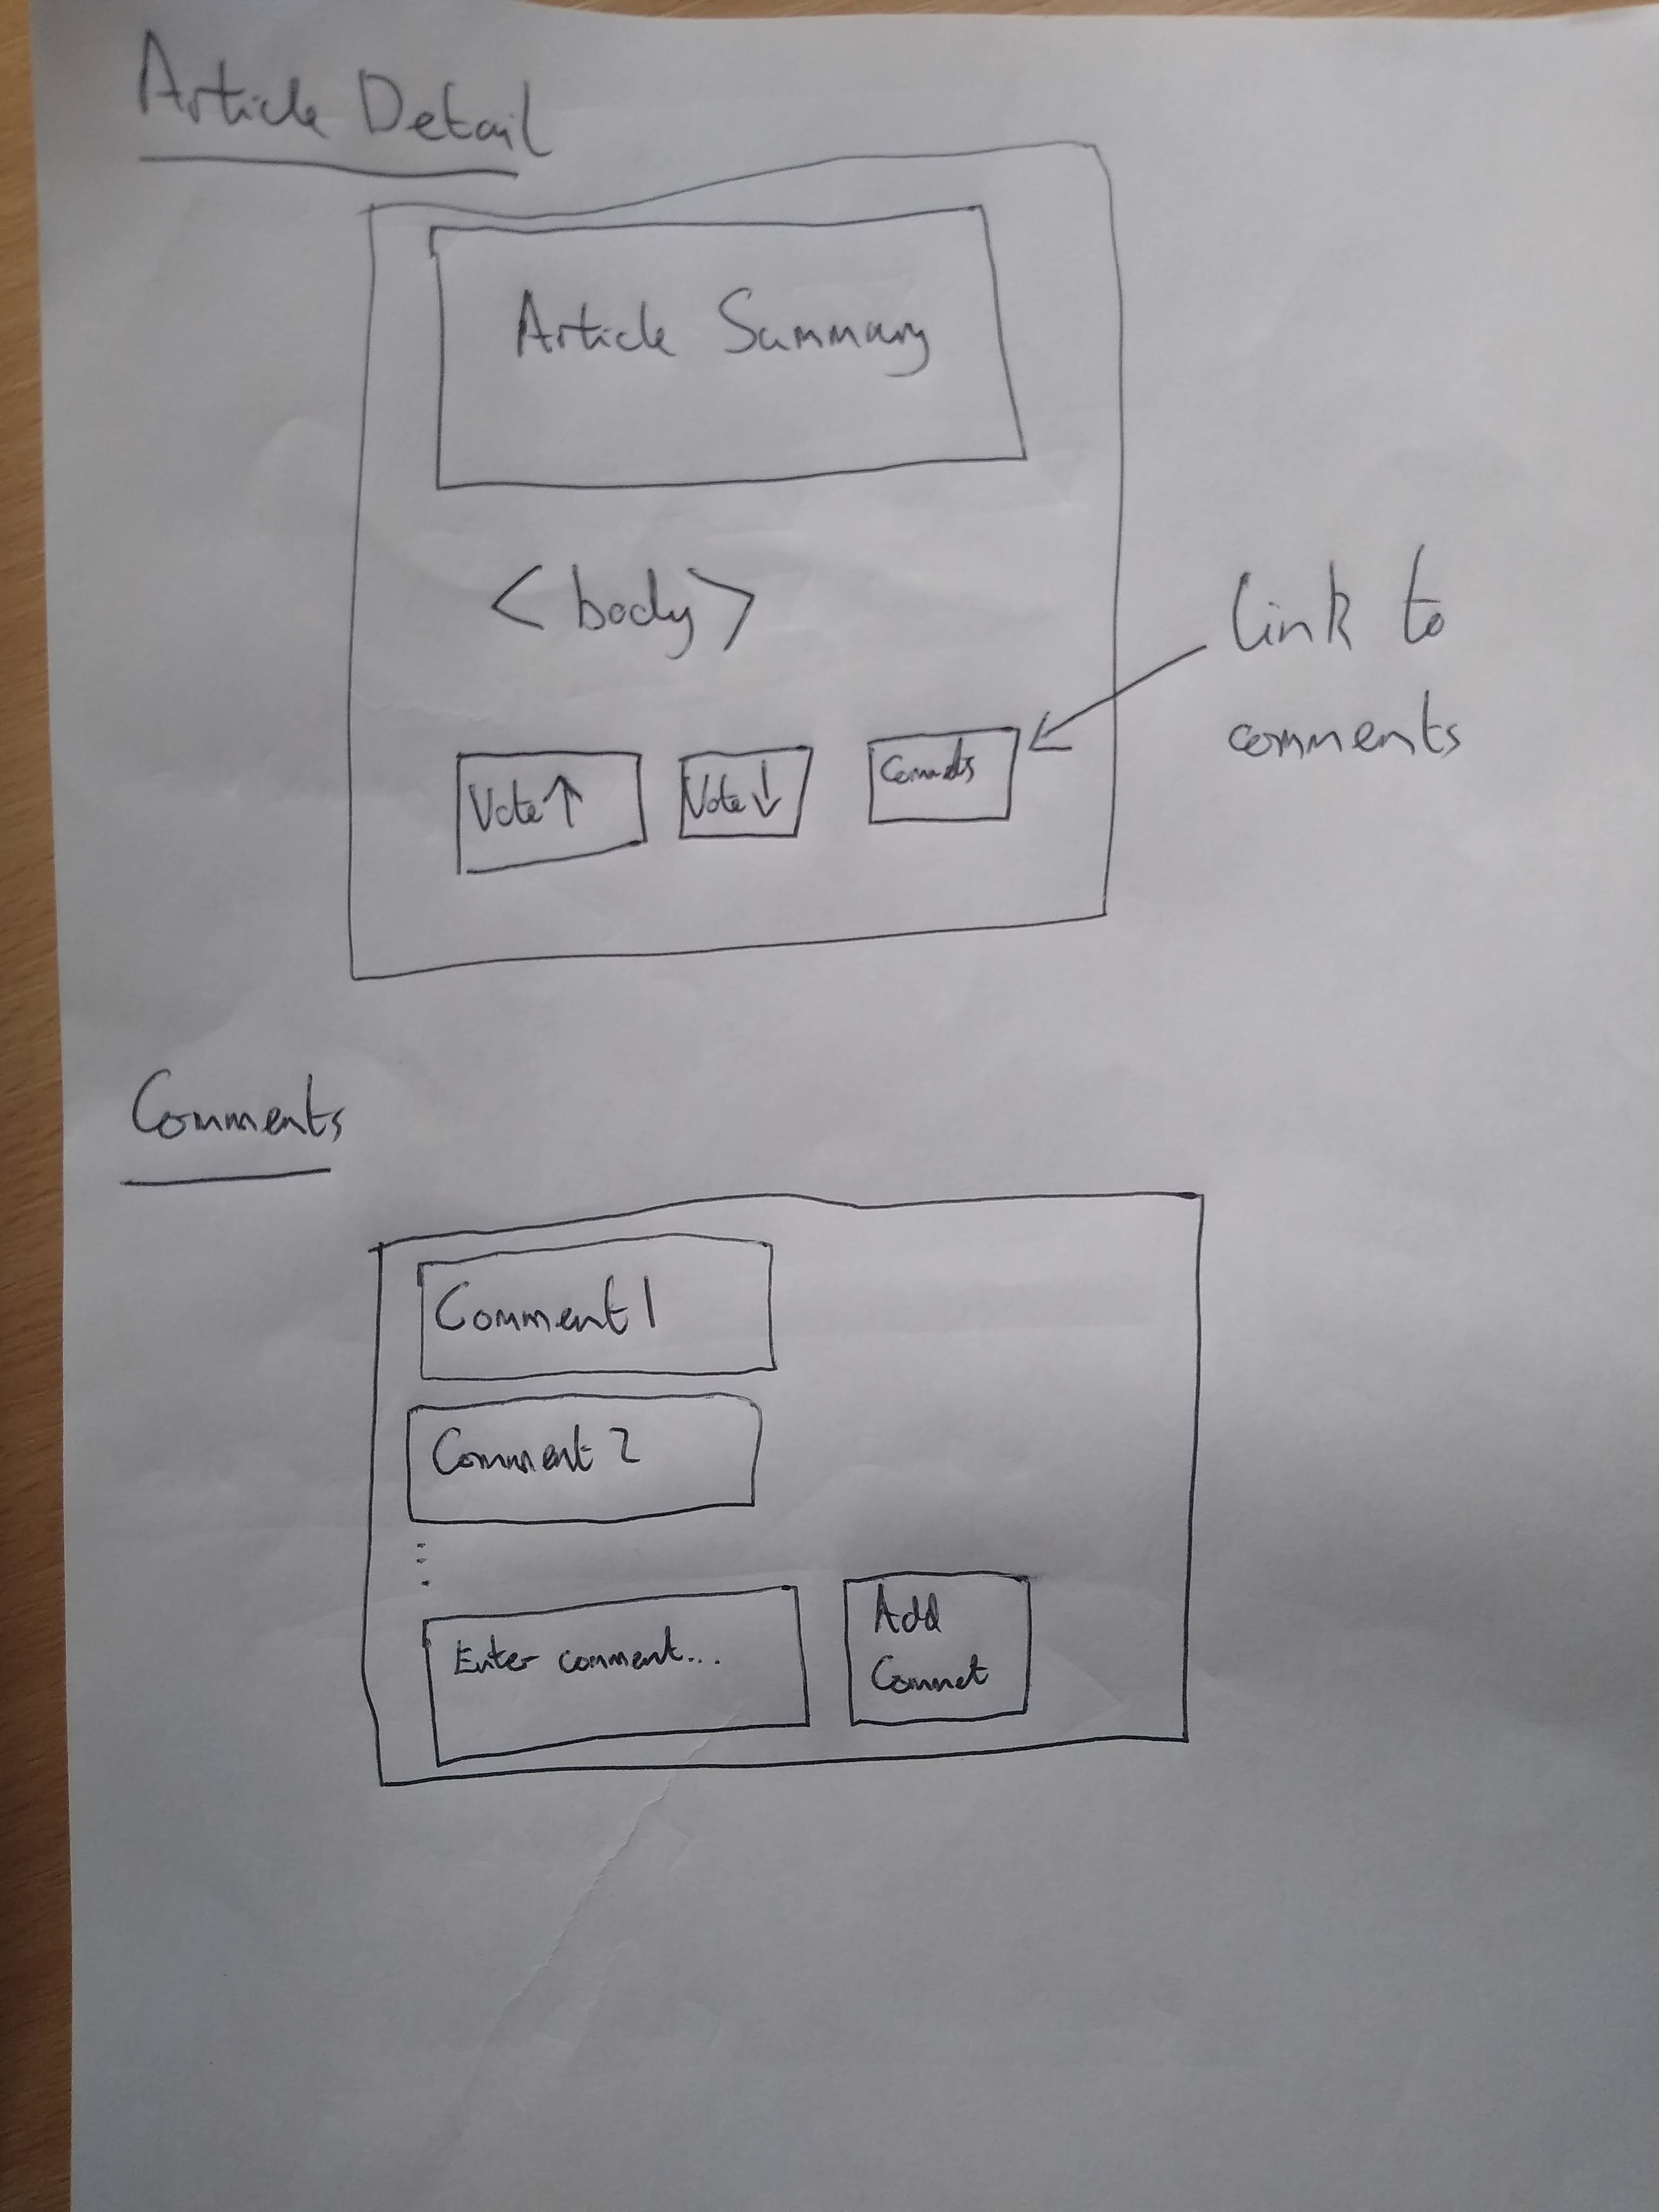 Article Detail
Article Summary
<body>
link to
comments
Vote↑ Vote↓ Comments
Comments
Comment 1
Comment 2
Enter comment... Add
Commet